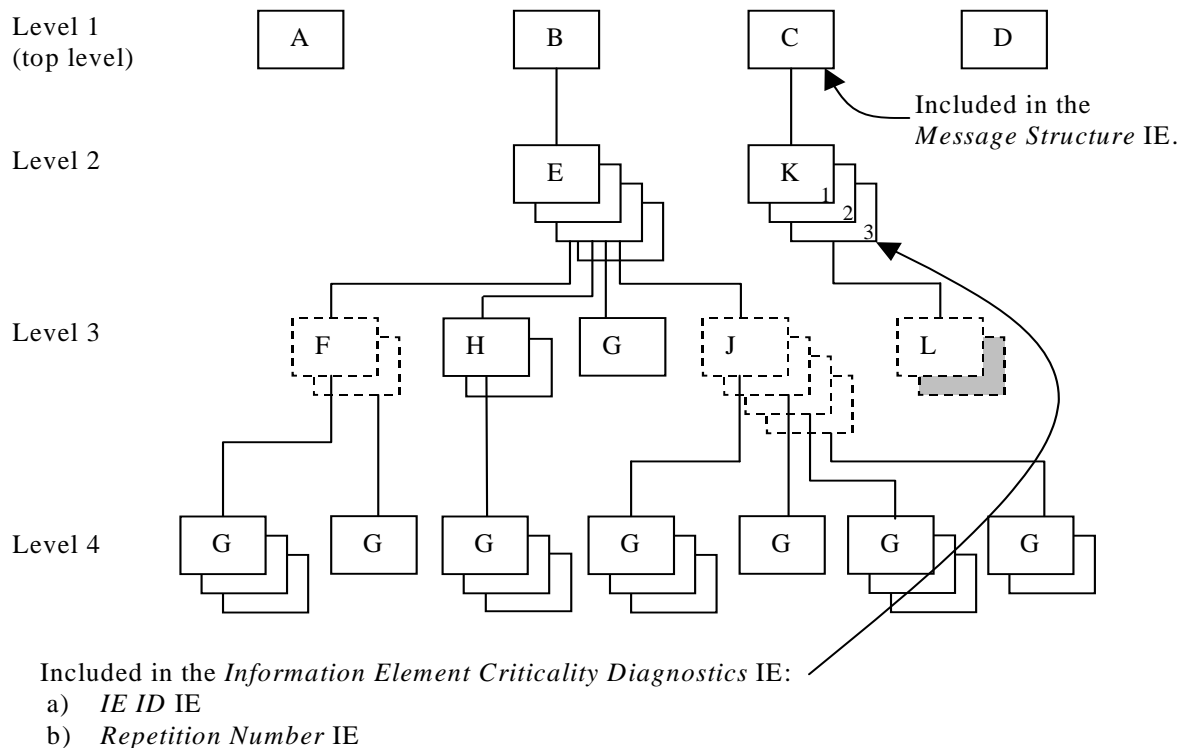 Level 1
(top level)
A
B
C
D
Included in the
Message Structure IE.
Level 2
E
K
1
2
3
Level 3
F
H
G
J
L
Level 4
G
G
G
G
G
G
G
Included in the Information Element Criticality Diagnostics IE:
a) IE ID IE
b) Repetition Number IE